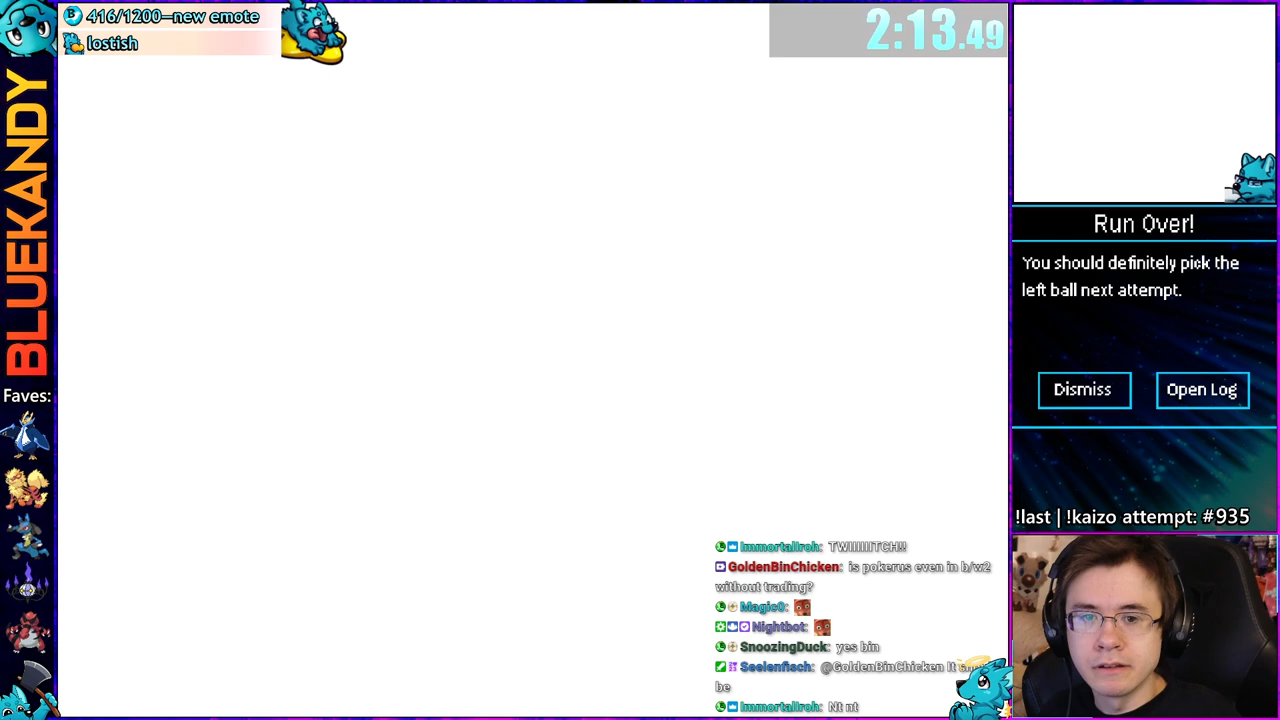 416/1200–new emote
lostish
2:13.49
BLUEKANDY
Faves:
Run Over!
You should definitely pick the
left ball next attempt.
Dismiss
Open Log
!last | !kaizo attempt: #935
Immortallroh: TWIIIIIITCH!!
GoldenBinChicken: is pokerus even in b/w2
without trading?
Magic0:
Nightbot:
SnoozingDuck: yes bin
Seelenfisch: @GoldenBinChicken It
be
Immortallroh: Nt nt